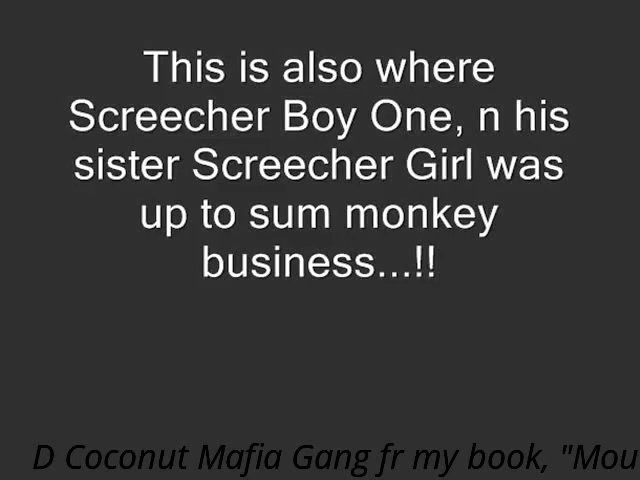 This is also where
Screecher Boy One, n his
sister Screecher Girl was
up to sum monkey
business...!!
D Coconut Mafia Gang fr my book, "Mou